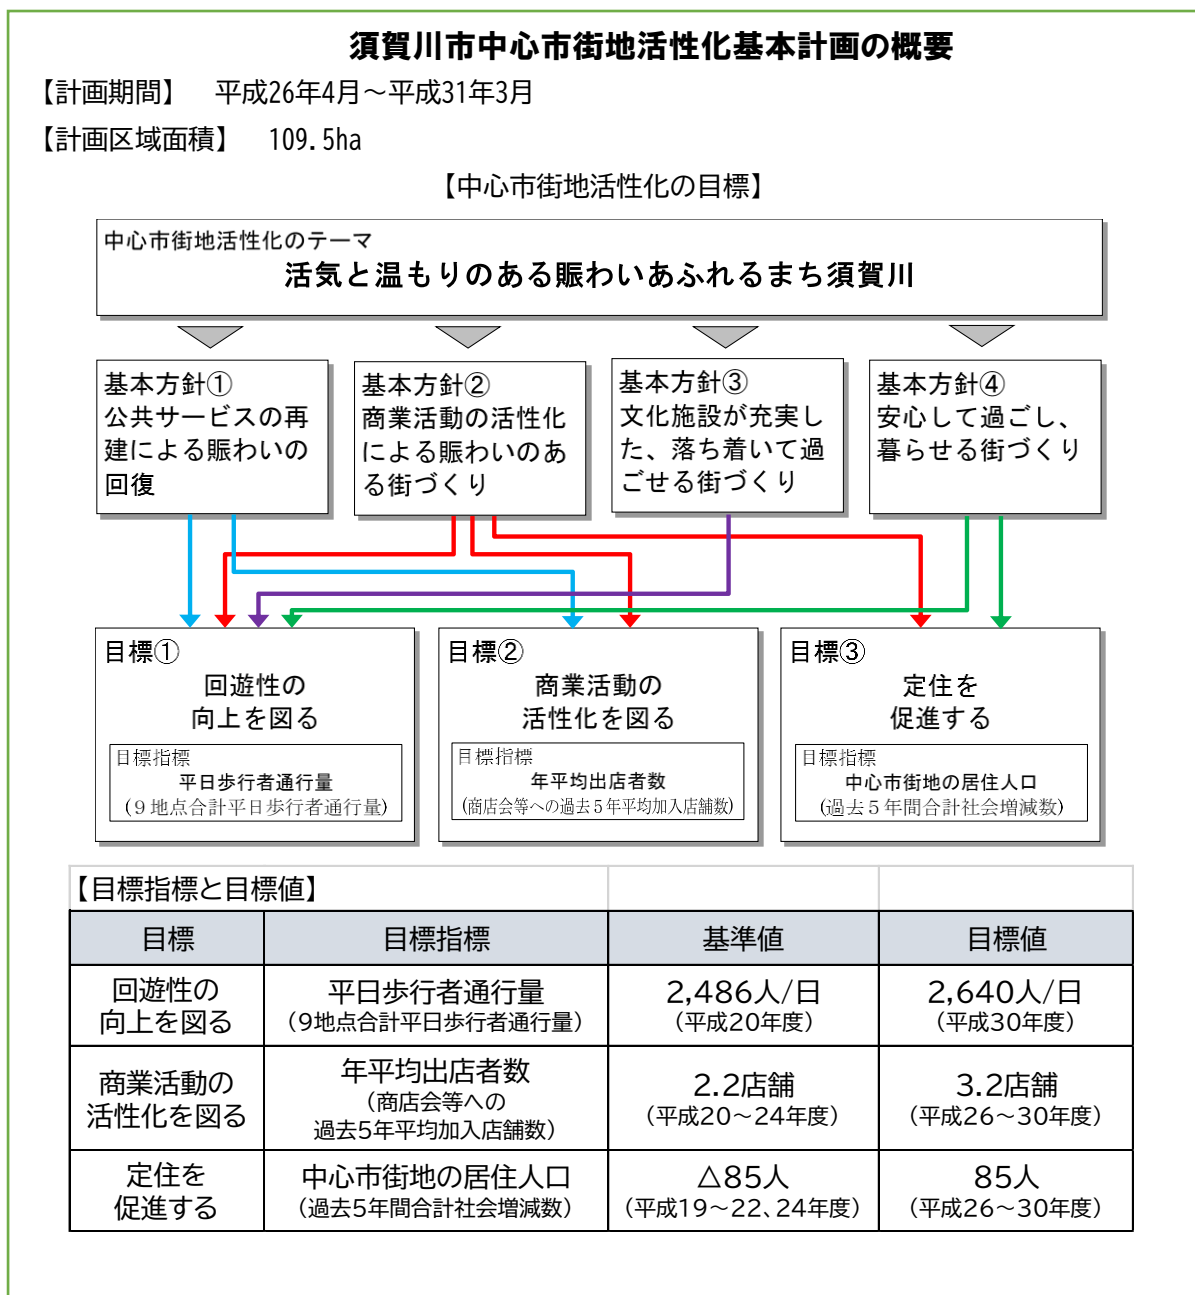 須賀川市中心市街地活性化基本計画の概要
【計画期間】　平成26年4月～平成31年3月
【計画区域面積】　109.5ha
【中心市街地活性化の目標】
中心市街地活性化のテーマ
活気と温もりのある賑わいあふれるまち須賀川
基本方針①
公共サービスの再
建による賑わいの
回復
基本方針②
商業活動の活性化
による賑わいのあ
る街づくり
基本方針③
文化施設が充実し
た、落ち着いて過
ごせる街づくり
基本方針④
安心して過ごし、
暮らせる街づくり
目標①
回遊性の
向上を図る
目標指標
平日歩行者通行量
(９地点合計平日歩行者通行量)
目標②
商業活動の
活性化を図る
目標指標
年平均出店者数
(商店会等への過去５年平均加入店舗数)
目標③
定住を
促進する
目標指標
中心市街地の居住人口
(過去５年間合計社会増減数)
【目標指標と目標値】
目標　目標指標　基準値　目標値
回遊性の
向上を図る
平日歩行者通行量
（9地点合計平日歩行者通行量）
2,486人/日
（平成20年度）
2,640人/日
（平成30年度）
商業活動の
活性化を図る
年平均出店者数
（商店会等への
過去5年平均加入店舗数）
2.2店舗
（平成20～24年度）
3.2店舗
（平成26～30年度）
定住を
促進する
中心市街地の居住人口
（過去5年間合計社会増減数）
△85人
（平成19～22、24年度）
85人
（平成26～30年度）